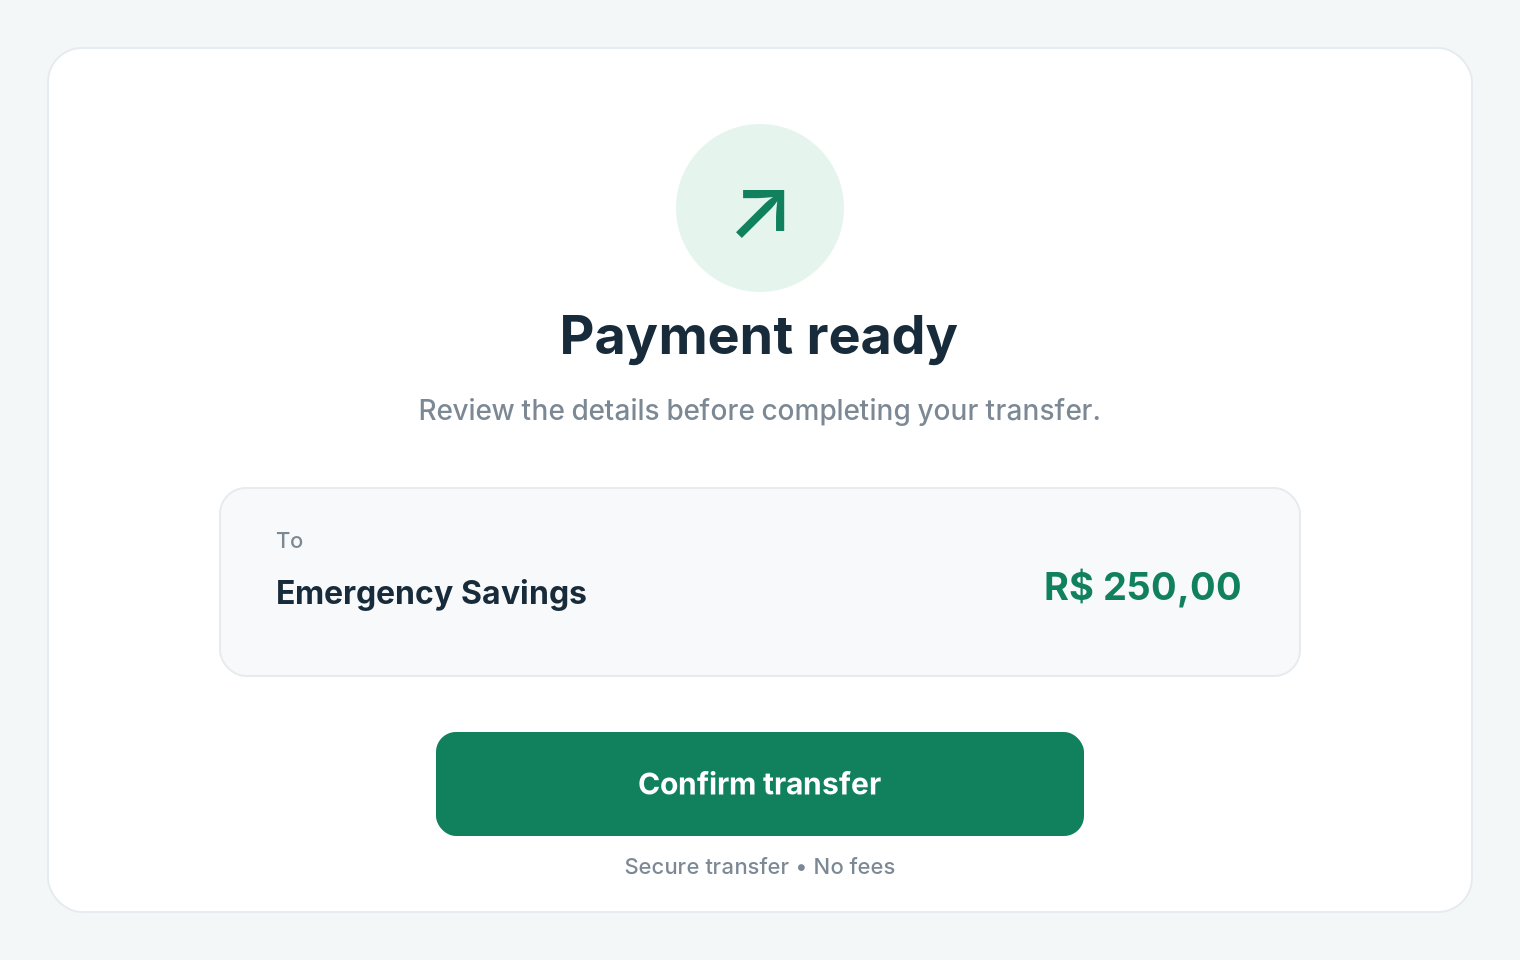 Payment ready
Review the details before completing your transfer.
To
Emergency Savings
R$ 250,00
Confirm transfer
Secure transfer • No fees